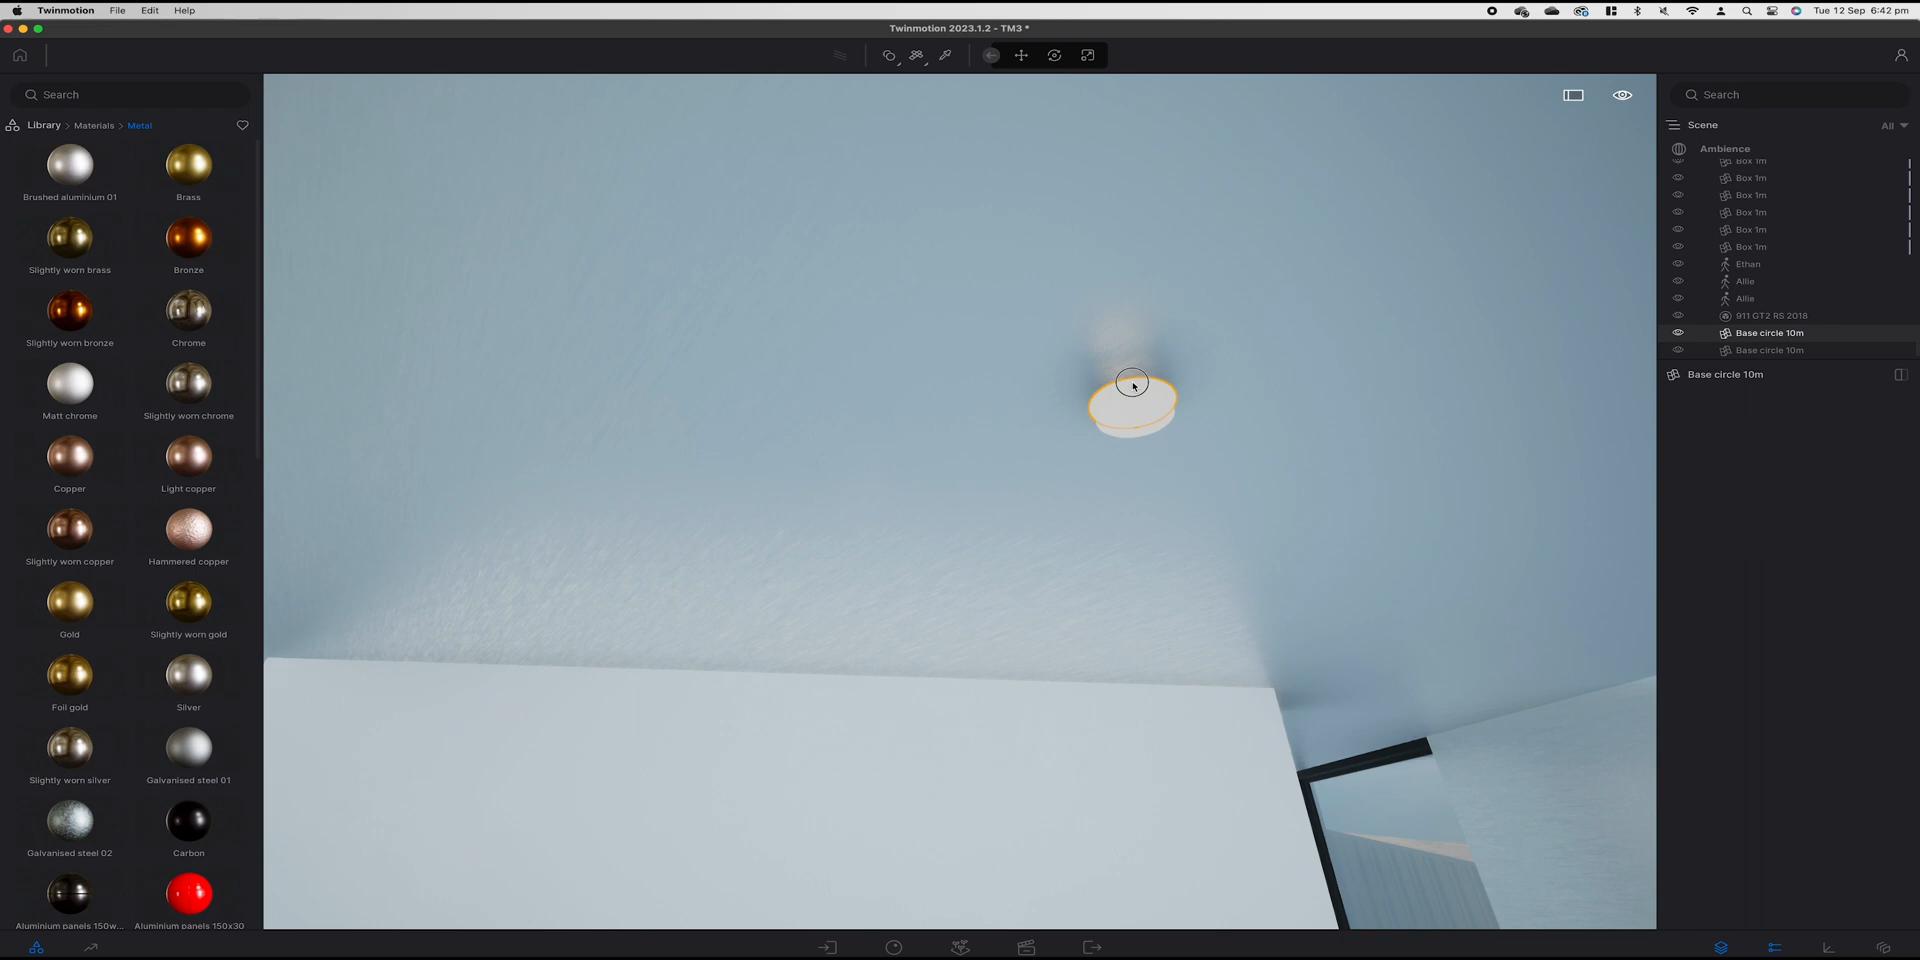 Twinmotion File Edit Help
Tue 12 Sep 6:42 pm
Twinmotion 2023.1.2 - TM3 *
Search
Library > Materials > Metal
Brushed aluminium 01
Brass
Slightly worn brass
Bronze
Slightly worn bronze
Chrome
Matt chrome
Slightly worn chrome
Copper
Light copper
Slightly worn copper
Hammered copper
Gold
Slightly worn gold
Foil gold
Silver
Slightly worn silver
Galvanised steel 01
Galvanised steel 02
Carbon
Aluminium panels 150w...
Aluminium panels 150x30
Search
Scene
All
Ambience
Box 1m
Box 1m
Box 1m
Box 1m
Box 1m
Box 1m
Ethan
Allie
Allie
911 GT2 RS 2018
Base circle 10m
Base circle 10m
Base circle 10m